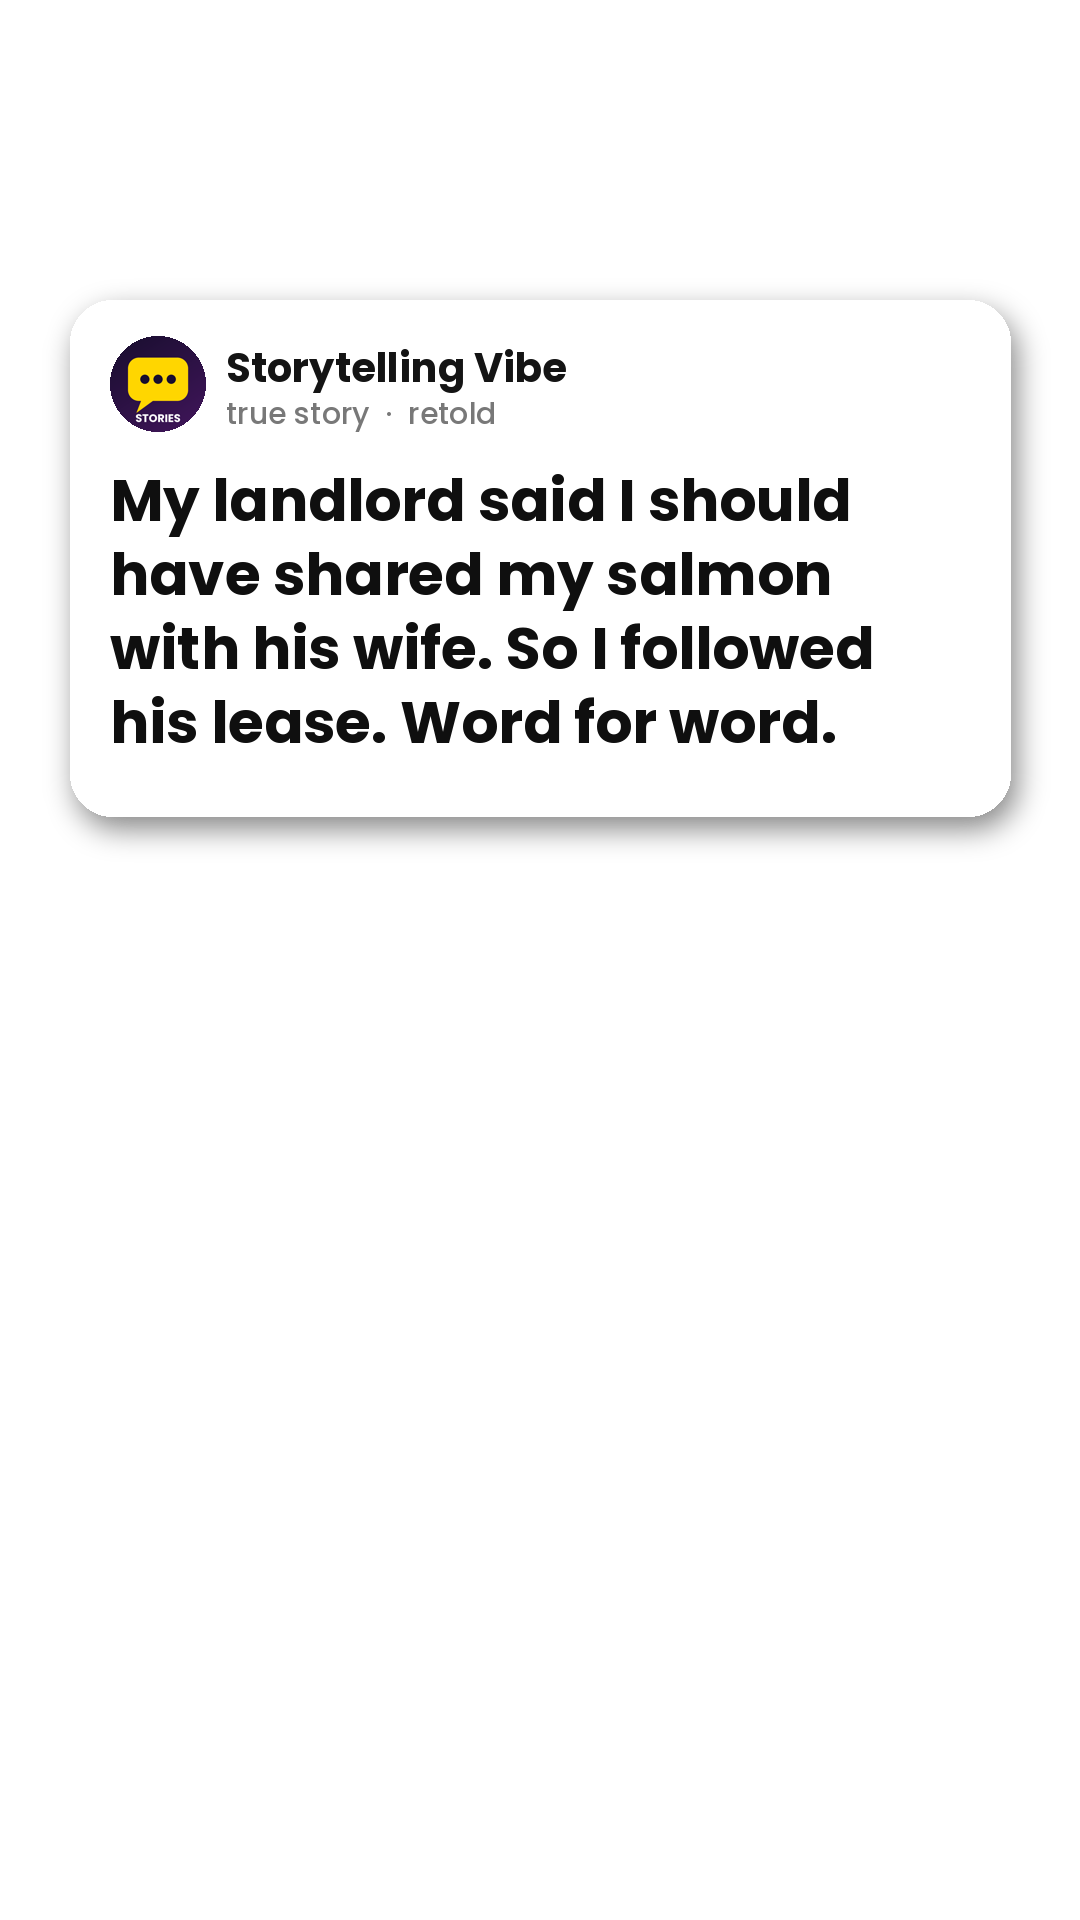 STORIES
Storytelling Vibe
true story · retold
My landlord said I should
have shared my salmon
with his wife. So I followed
his lease. Word for word.